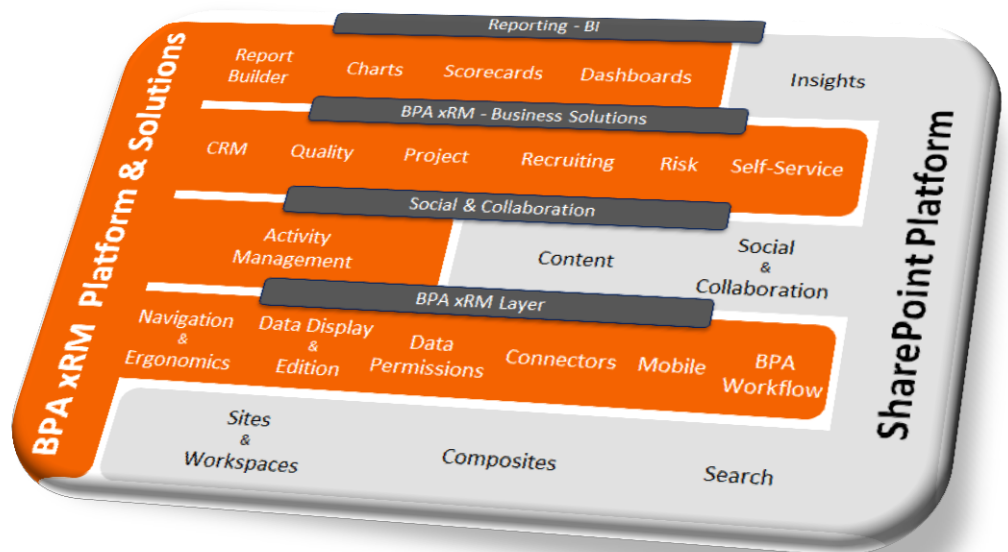 BPA xRM Platform & Solutions
Reporting - BI
Report
Builder
Charts
Scorecards
Dashboards
Insights
BPA xRM - Business Solutions
CRM
Quality
Project
Recruiting
Risk
Self-Service
Social & Collaboration
Activity
Management
Content
Social
&
Collaboration
BPA xRM Layer
Navigation
&
Ergonomics
Data Display
&
Edition
Data
Permissions
Connectors
Mobile
BPA
Workflow
Sites
&
Workspaces
Composites
Search
SharePoint Platform